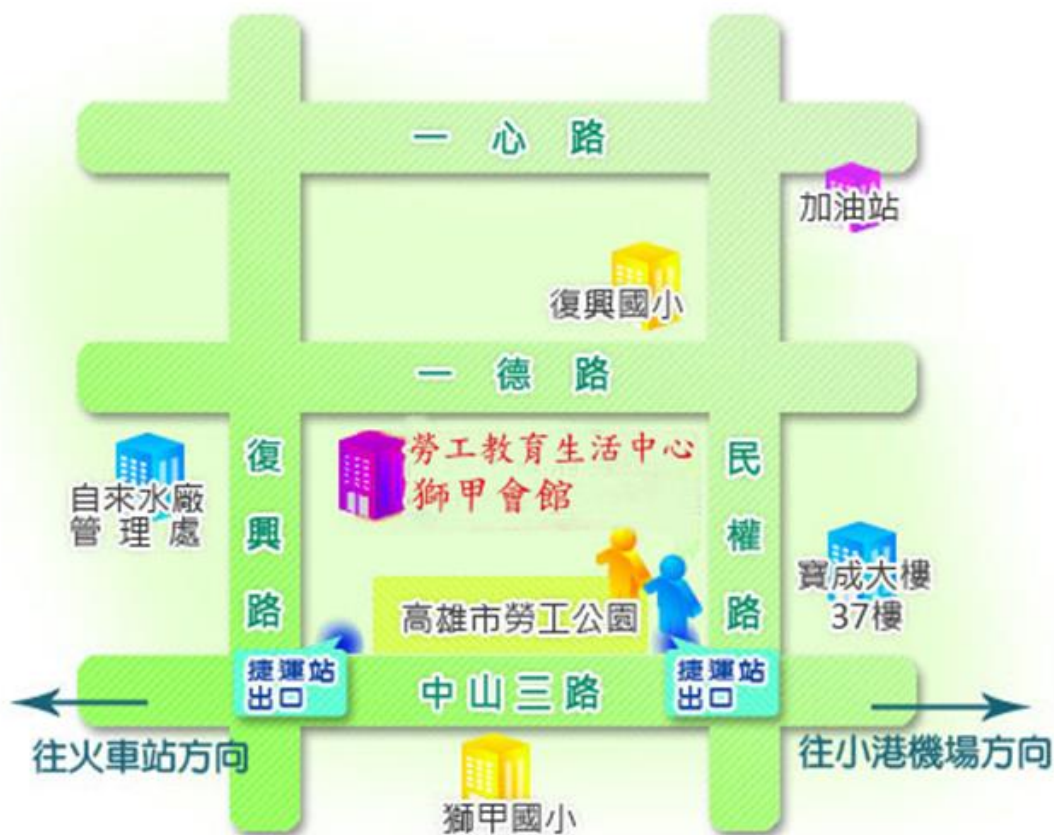 一心路
加油站
復興國小
一德路
復興路
勞工教育生活中心
獅甲會館
民權路
自來水廠
管理處
寶成大樓
37樓
高雄市勞工公園
捷運站
出口
中山三路
捷運站
出口
往火車站方向
往小港機場方向
獅甲國小